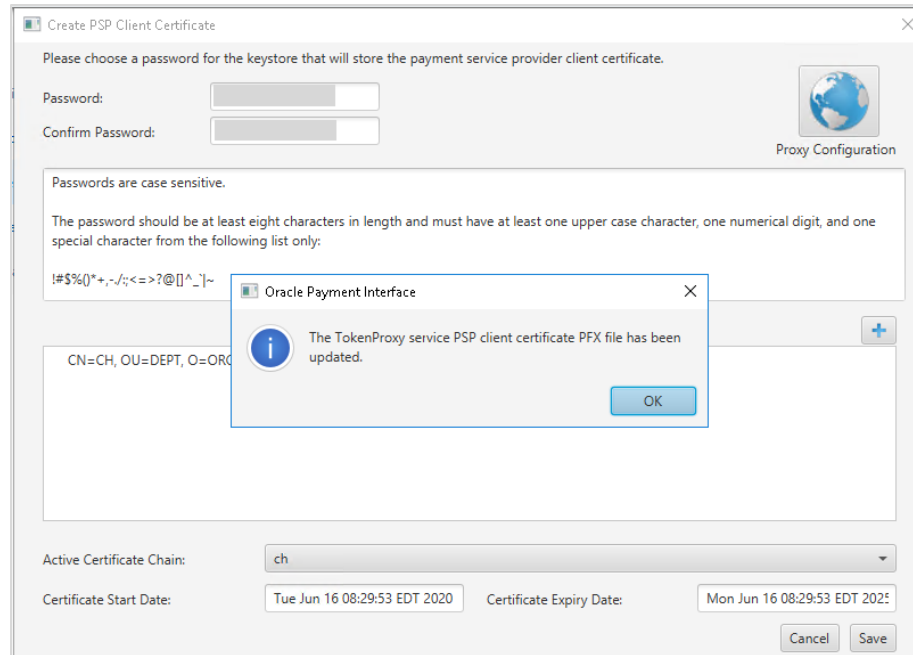 Create PSP Client Certificate
Please choose a password for the keystore that will store the payment service provider client certificate.
Password:
Confirm Password:
Proxy Configuration
Passwords are case sensitive.
The password should be at least eight characters in length and must have at least one upper case character, one numerical digit, and one
special character from the following list only:
!#$%()*+,-./:;<=>?@[]^_`|~
Oracle Payment Interface
The TokenProxy service PSP client certificate PFX file has been
updated.
OK
CN=CH, OU=DEPT, O=ORG
Active Certificate Chain:
ch
Certificate Start Date:
Tue Jun 16 08:29:53 EDT 2020
Certificate Expiry Date:
Mon Jun 16 08:29:53 EDT 2025
Cancel
Save